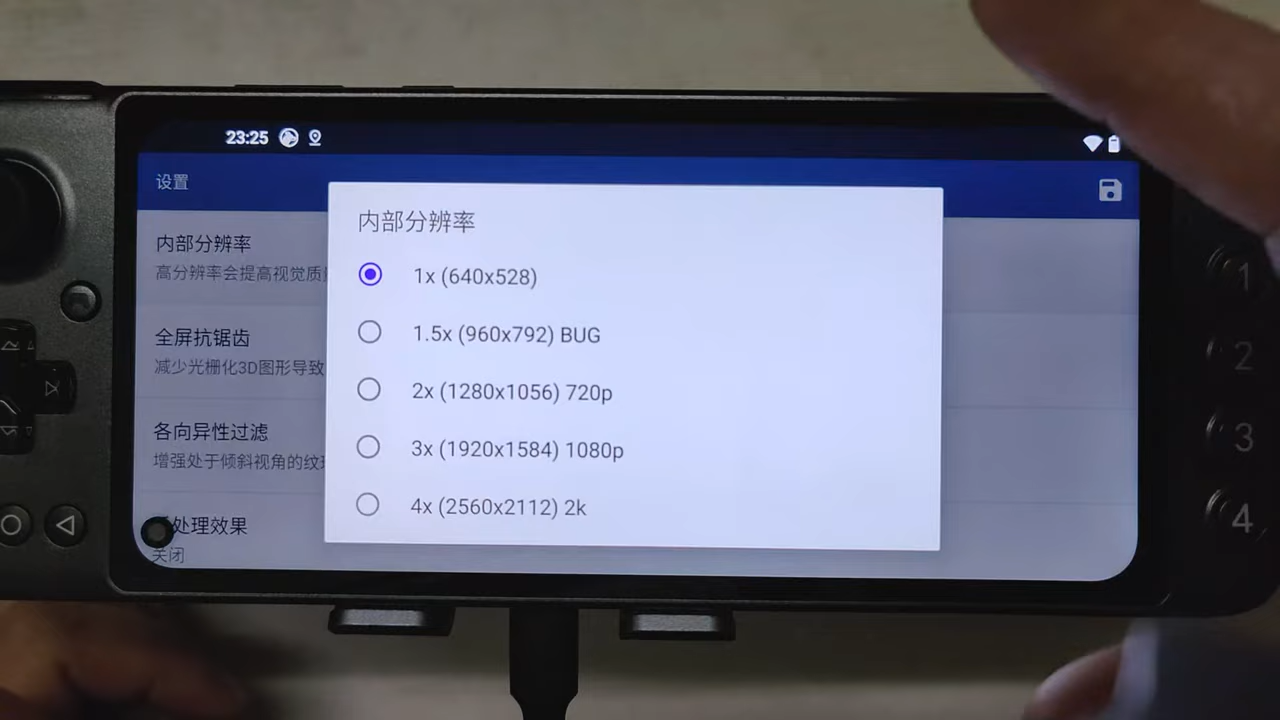 23:25
设置
内部分辨率
高分辨率会提高视觉质
全屏抗锯齿
减少光栅化3D图形导致
各向异性过滤
增强处于倾斜视角的纹
处理效果
关闭
内部分辨率
1x (640x528)
1.5x (960x792) BUG
2x (1280x1056) 720p
3x (1920x1584) 1080p
4x (2560x2112) 2k
1
2
3
4